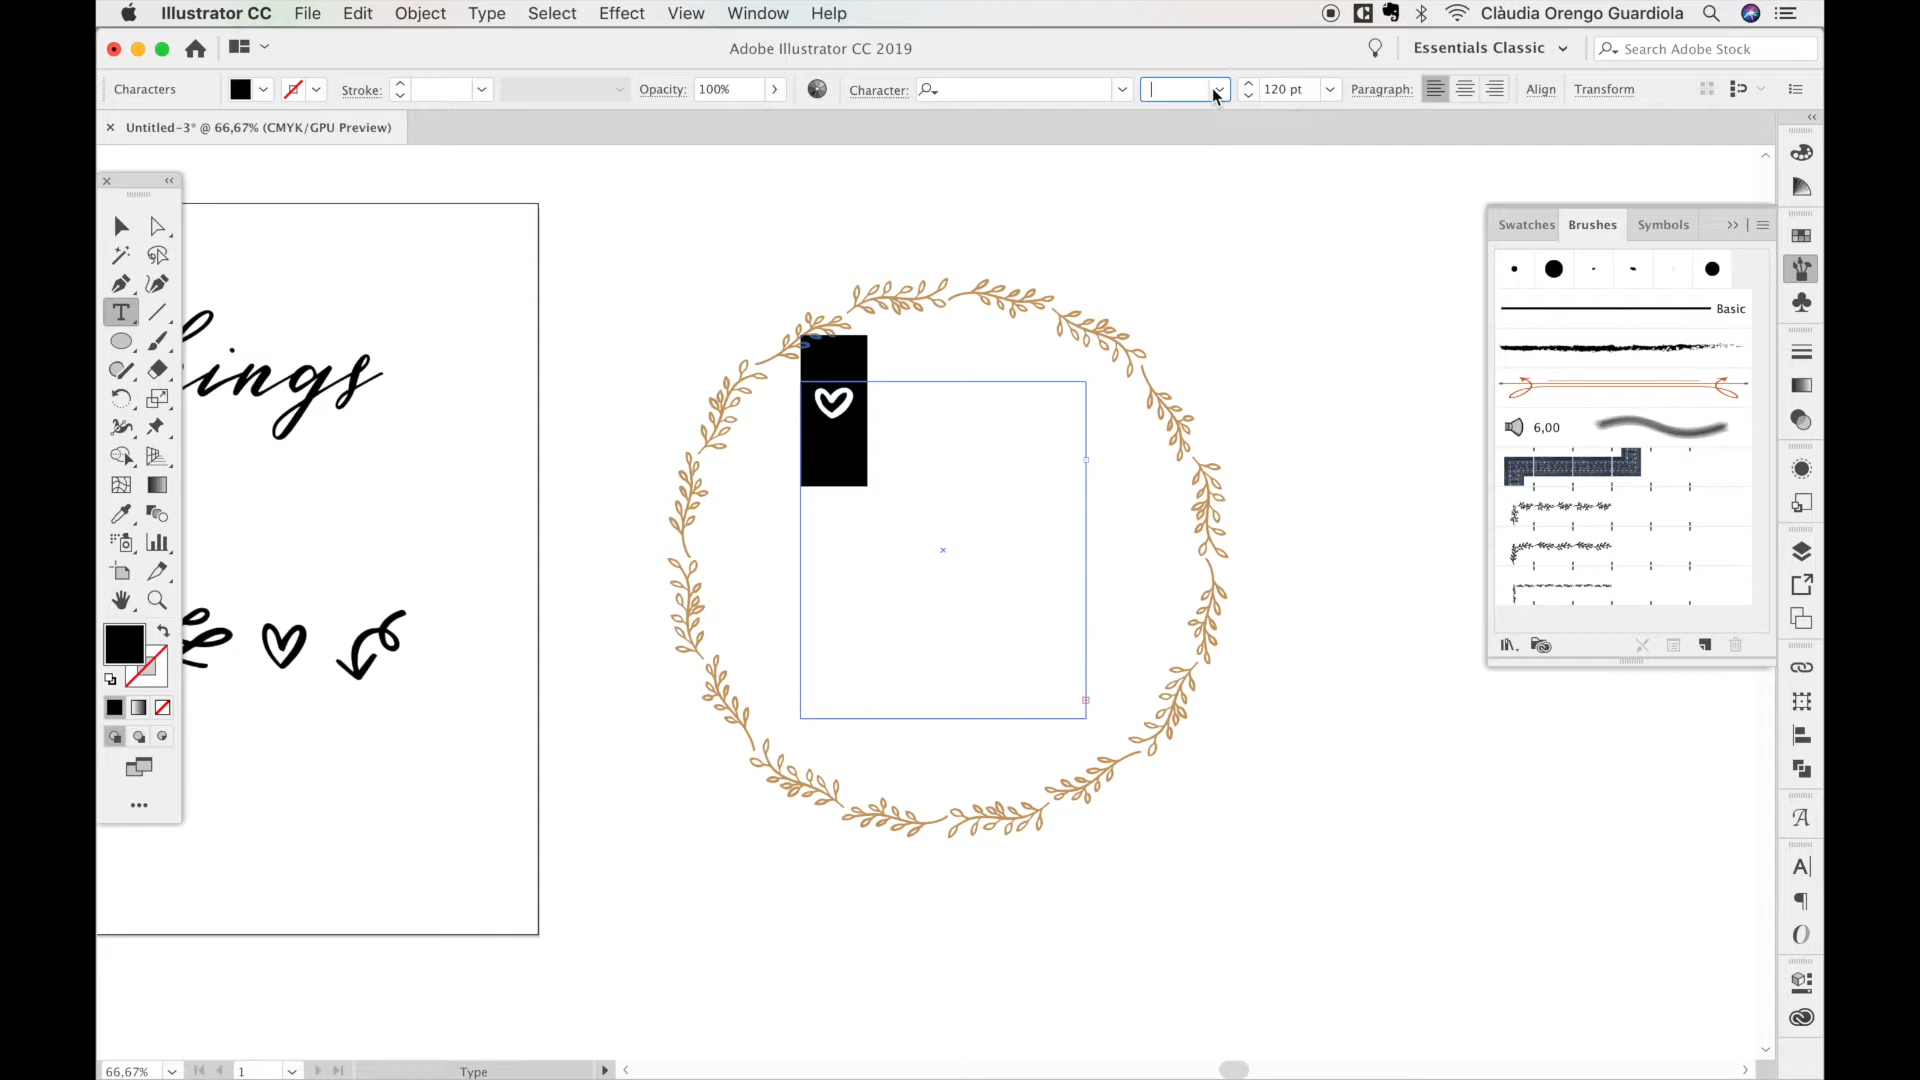 Illustrator CC File Edit Object Type Select Effect View Window Help Clàudia Orengo Guardiola
Adobe Illustrator CC 2019 Essentials Classic Search Adobe Stock
Characters Stroke: Opacity: 100% Character: 120 pt Paragraph: Align Transform
× Untitled-3* @ 66,67% (CMYK/GPU Preview)
Swatches Brushes Symbols
Basic
ings
6,00
66,67% 1 Type